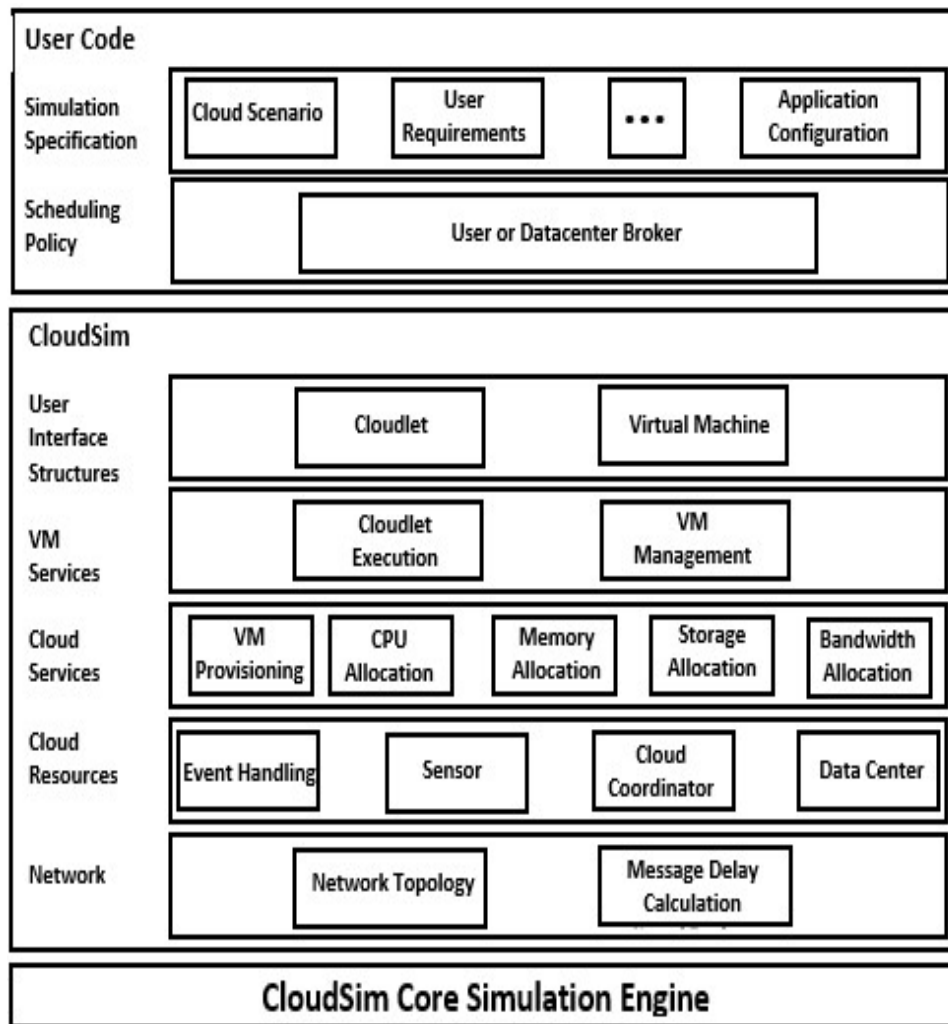 User Code
Simulation
Specification
Cloud Scenario
User
Requirements
...
Application
Configuration
Scheduling
Policy
User or Datacenter Broker
CloudSim
User
Interface
Structures
Cloudlet
Virtual Machine
VM
Services
Cloudlet
Execution
VM
Management
Cloud
Services
VM
Provisioning
CPU
Allocation
Memory
Allocation
Storage
Allocation
Bandwidth
Allocation
Cloud
Resources
Event Handling
Sensor
Cloud
Coordinator
Data Center
Network
Network Topology
Message Delay
Calculation
CloudSim Core Simulation Engine